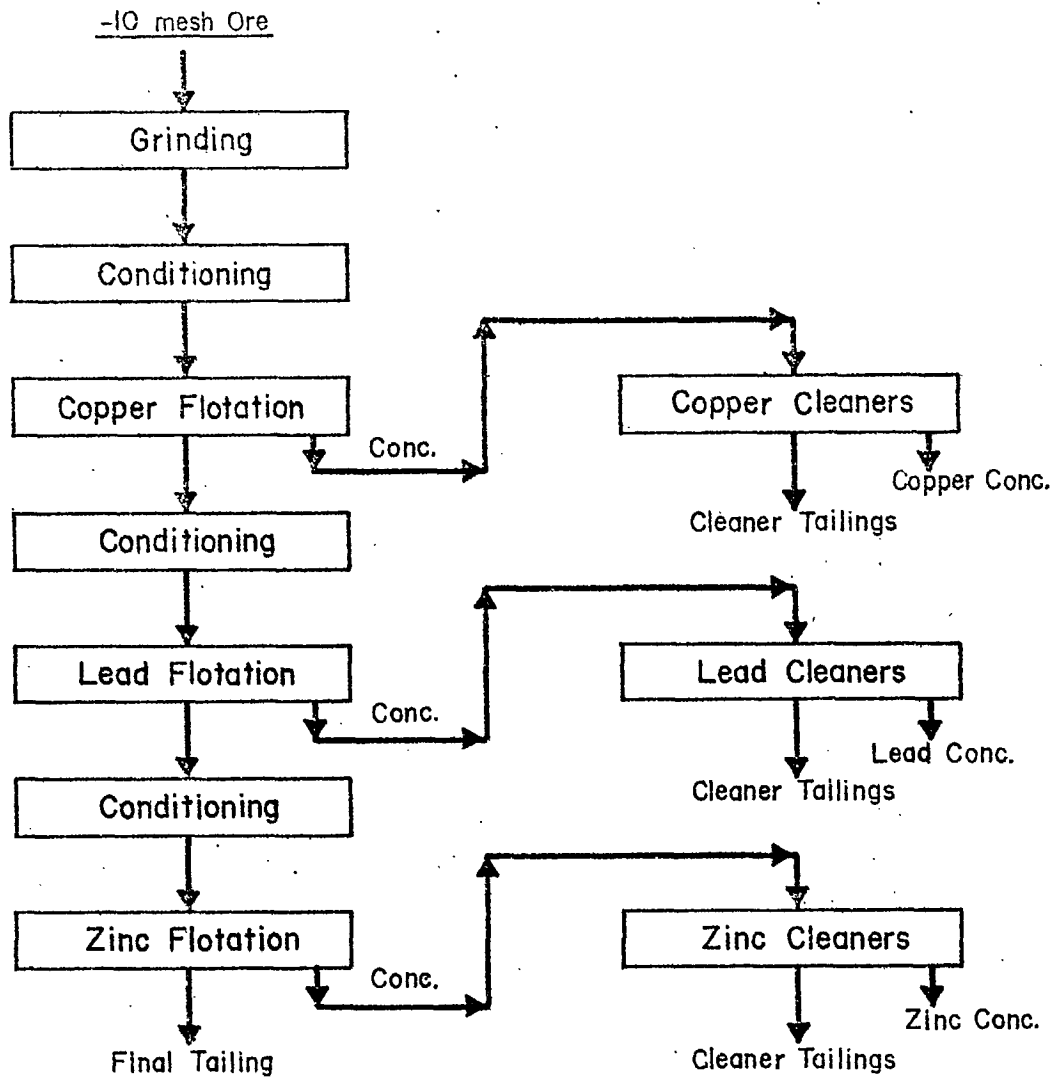 -10 mesh Ore
Grinding
Conditioning
Copper Flotation
Conc.
Copper Cleaners
Copper Conc.
Cleaner Tailings
Conditioning
Lead Flotation
Conc.
Lead Cleaners
Lead Conc.
Cleaner Tailings
Conditioning
Zinc Flotation
Conc.
Zinc Cleaners
Zinc Conc.
Final Tailing
Cleaner Tailings